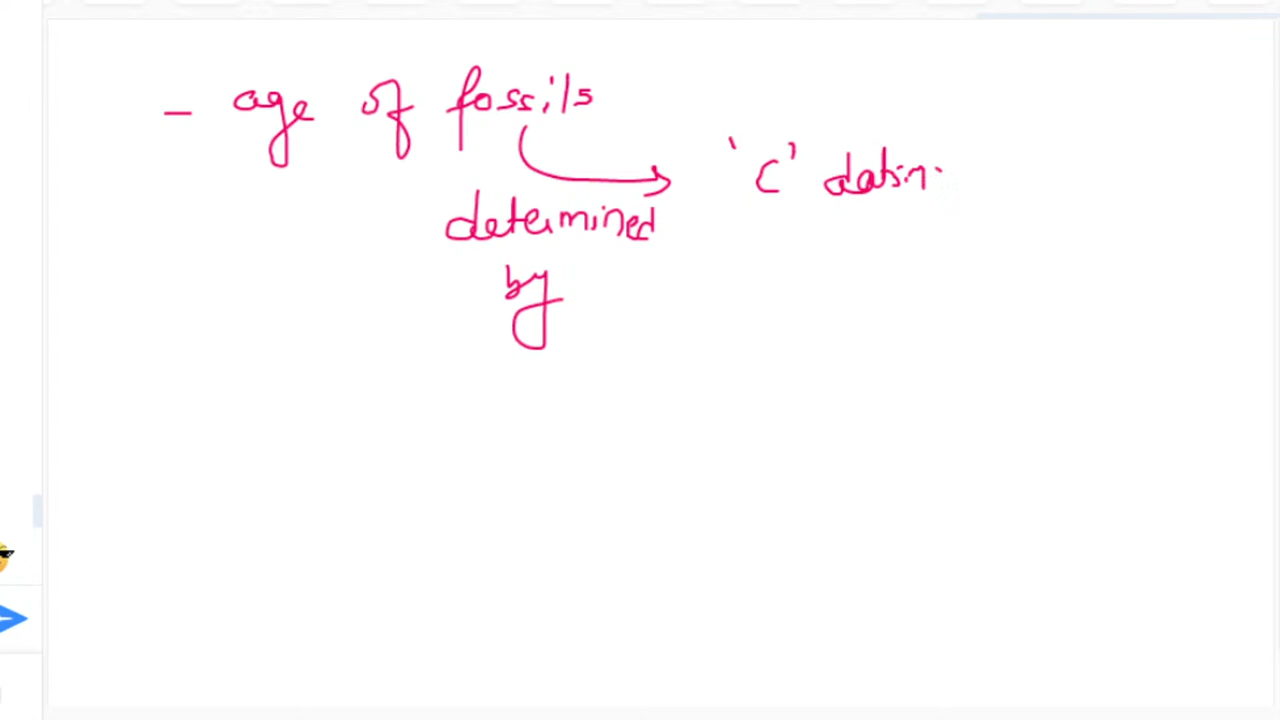 - age of fossils
'c' datin
determined
by